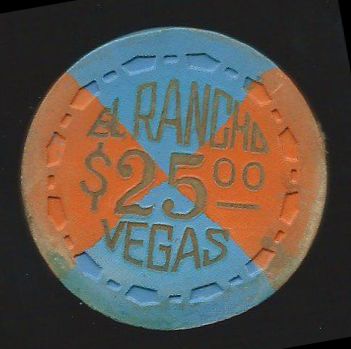 EL RANCHO
$25.00
VEGAS